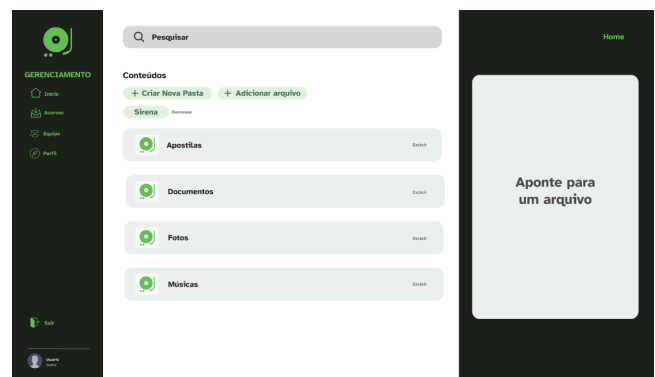 GERENCIAMENTO
Início
Acervos
Equipe
Perfil
Sair
Usuário
Pesquisar
Conteúdos
+ Criar Nova Pasta
+ Adicionar arquivo
Sirena
Renomear
Apostilas
Excluir
Documentos
Excluir
Fotos
Excluir
Músicas
Excluir
Home
Aponte para
um arquivo